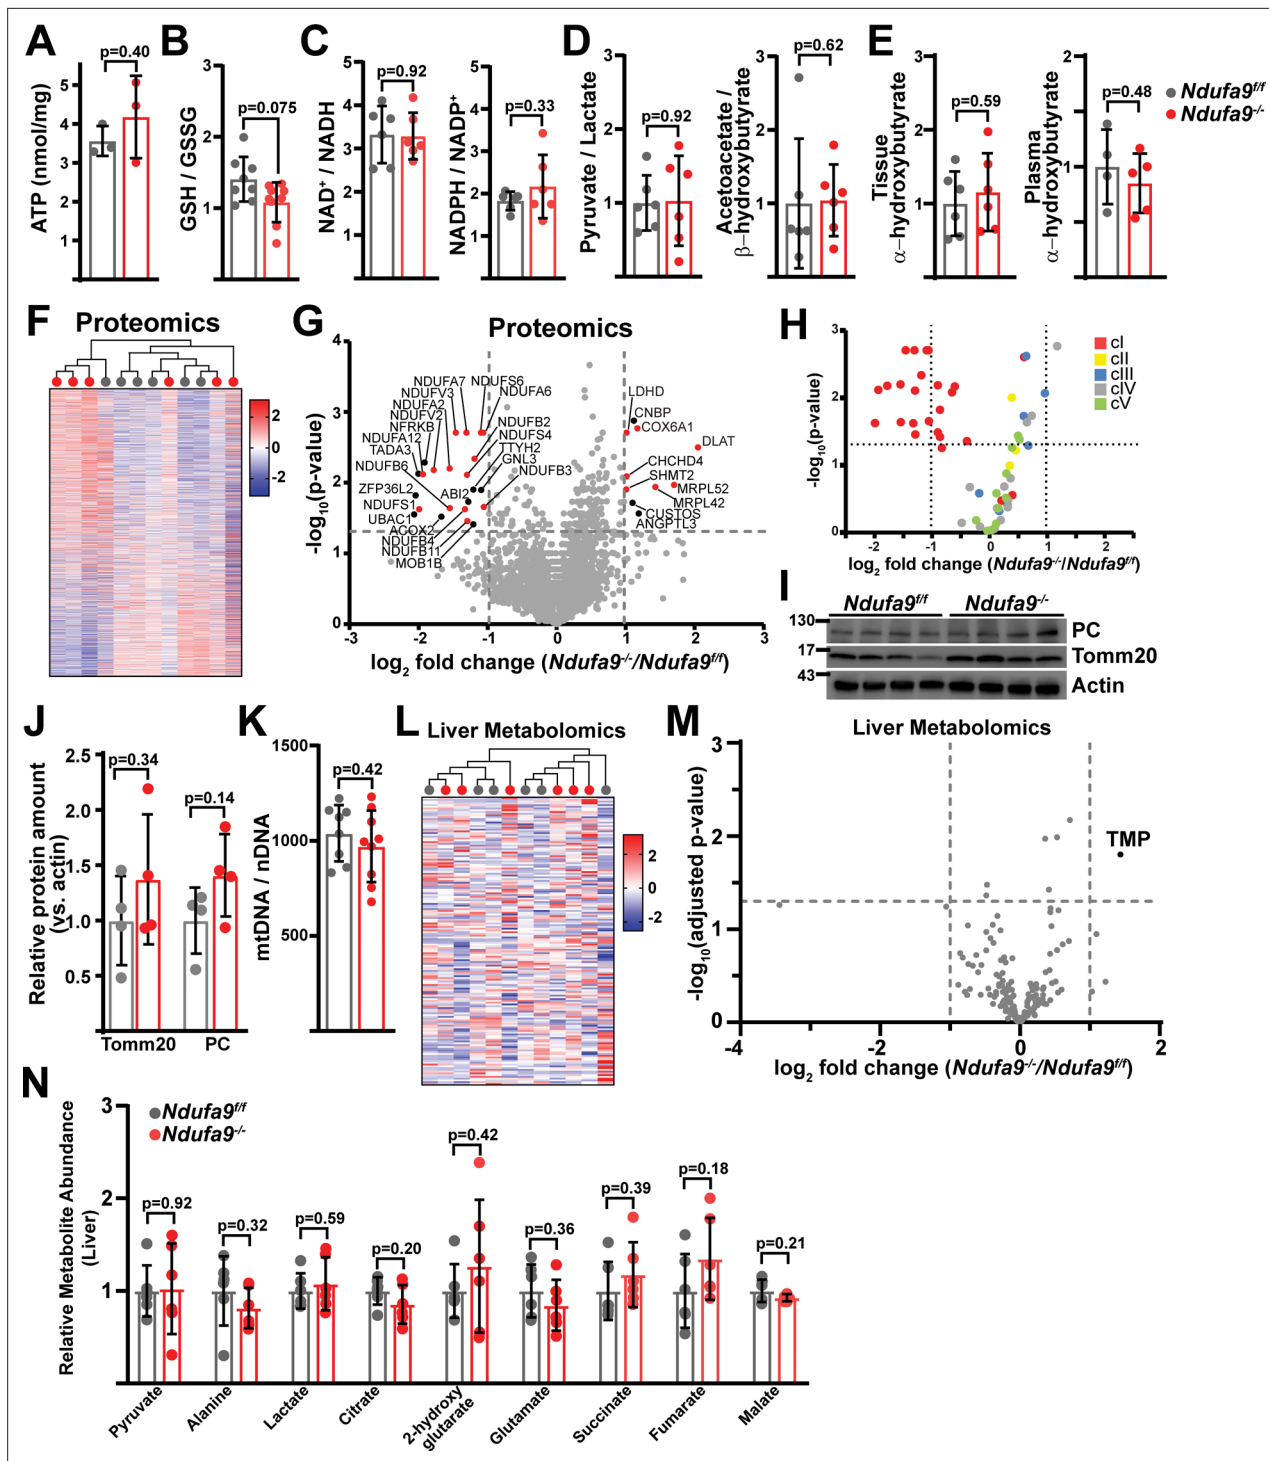 A
p=0.40
ATP (nmol/mg)
5
4
3
2
1
B
GSH / GSSG
3
2
1
p=0.075
C
NAD+ / NADH
5
4
3
2
1
p=0.92
NADPH / NADP+
5
4
3
2
1
p=0.33
D
Pyruvate / Lactate
3
2
1
p=0.92
Acetoacetate /
β−hydroxybutyrate
3
2
1
p=0.62
E
Tissue
α−hydroxybutyrate
3
2
1
p=0.59
Plasma
α−hydroxybutyrate
2
1
p=0.48
Ndufa9f/f
Ndufa9-/-
F
Proteomics
2
0
-2
G
Proteomics
-log10(p-value)
4
3
2
1
0
-3
-2
-1
0
1
2
3
log2 fold change (Ndufa9-/-/Ndufa9f/f)
NDUFA7
NDUFS6
NDUFV3
NDUFA6
NDUFA2
NDUFV2
NFRKB
NDUFB2
NDUFA12
NDUFS4
TADA3
TTYH2
NDUFB6
GNL3
NDUFB3
ZFP36L2
ABI2
NDUFS1
UBAC1
ACOX2
NDUFB4
NDUFB11
MOB1B
LDHD
CNBP
COX6A1
DLAT
CHCHD4
SHMT2
MRPL52
MRPL42
CUSTOS
ANGPTL3
H
-log10(p-value)
3
2
1
0
-2
-1
0
1
2
log2 fold change (Ndufa9-/-/Ndufa9f/f)
cI
cII
cIII
cIV
cV
I
Ndufa9f/f
Ndufa9-/-
130
PC
17
Tomm20
43
Actin
J
Relative protein amount
(vs. actin)
2.5
2.0
1.5
1.0
0.5
p=0.34
p=0.14
Tomm20
PC
K
mtDNA / nDNA
1500
1000
500
p=0.42
L
Liver Metabolomics
2
0
-2
M
Liver Metabolomics
-log10(adjusted p-value)
3
2
1
0
TMP
-4
-2
0
2
log2 fold change (Ndufa9-/-/Ndufa9f/f)
N
Relative Metabolite Abundance
(Liver)
3
2
1
Ndufa9f/f
Ndufa9-/-
p=0.92
p=0.32
p=0.59
p=0.20
p=0.42
p=0.36
p=0.39
p=0.18
p=0.21
Pyruvate
Alanine
Lactate
Citrate
2-hydroxy
glutarate
Glutamate
Succinate
Fumarate
Malate